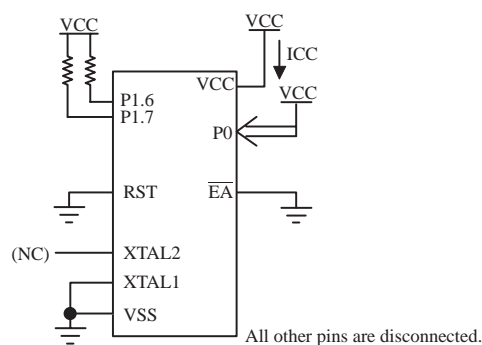 VCC
VCC
ICC
VCC
VCC
P1.6
P1.7
P0
RST
EA
(NC)
XTAL2
XTAL1
VSS
All other pins are disconnected.